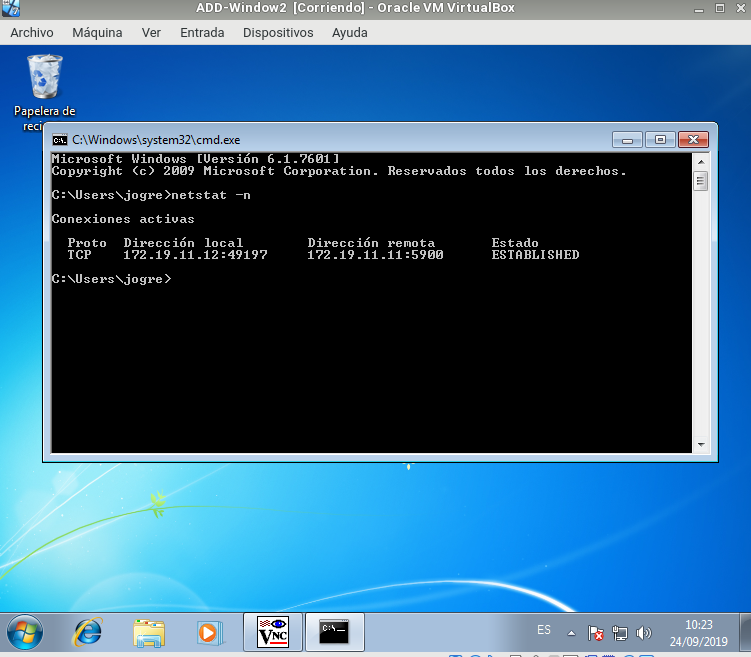 ADD-Window2 [Corriendo] - Oracle VM VirtualBox
Archivo Máquina Ver Entrada Dispositivos Ayuda
Papelera de
reci
C:\Windows\system32\cmd.exe
Microsoft Windows [Versión 6.1.7601]
Copyright (c) 2009 Microsoft Corporation. Reservados todos los derechos.
C:\Users\jogre>netstat -n
Conexiones activas
Proto Dirección local Dirección remota Estado
TCP 172.19.11.12:49197 172.19.11.11:5900 ESTABLISHED
C:\Users\jogre>
VNC
C:\
ES
10:23
24/09/2019